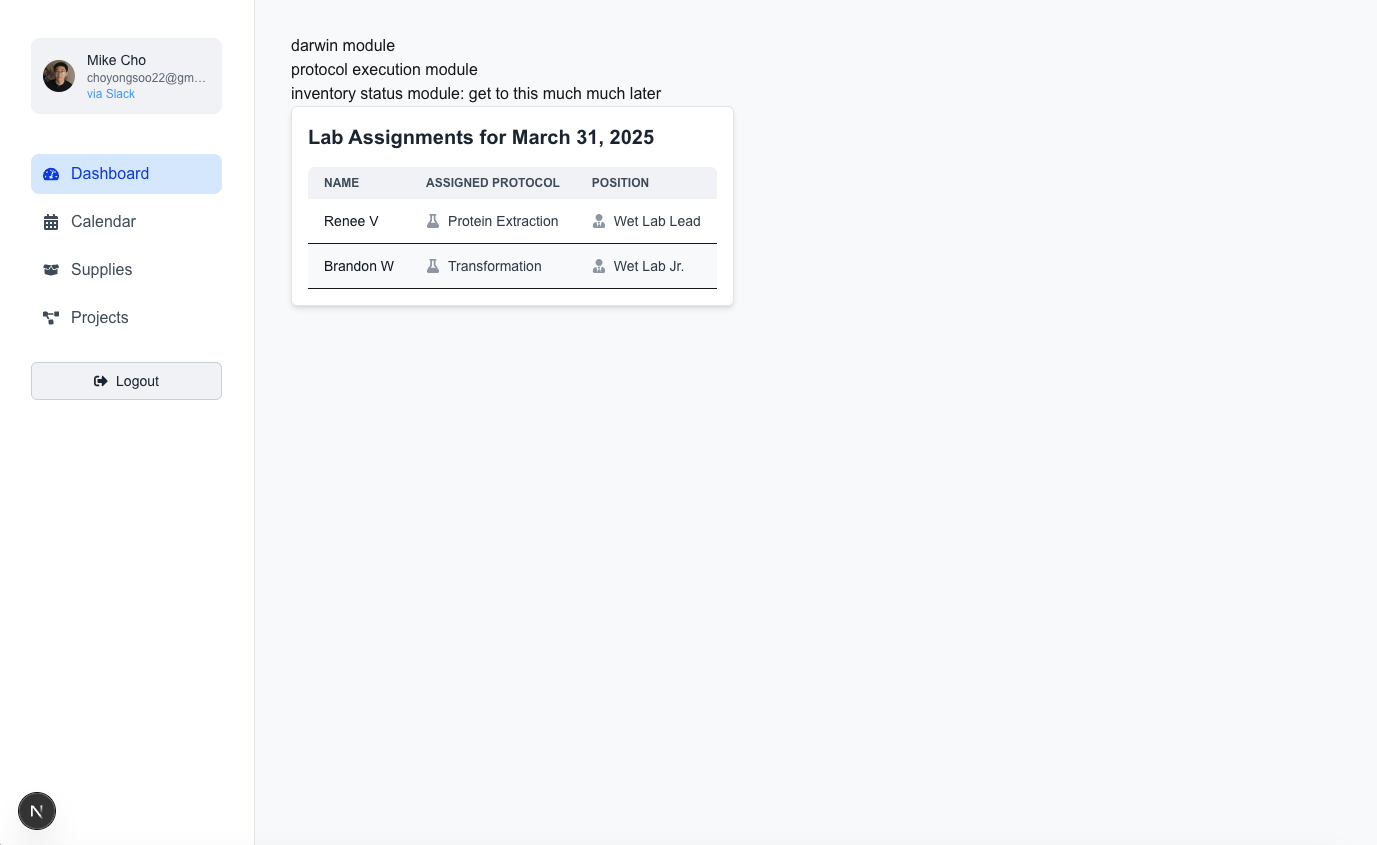 Mike Cho
choyongsoo22@gm...
via Slack
Dashboard
Calendar
Supplies
Projects
Logout
N
darwin module
protocol execution module
inventory status module: get to this much much later
Lab Assignments for March 31, 2025
NAME ASSIGNED PROTOCOL POSITION
Renee V Protein Extraction Wet Lab Lead
Brandon W Transformation Wet Lab Jr.